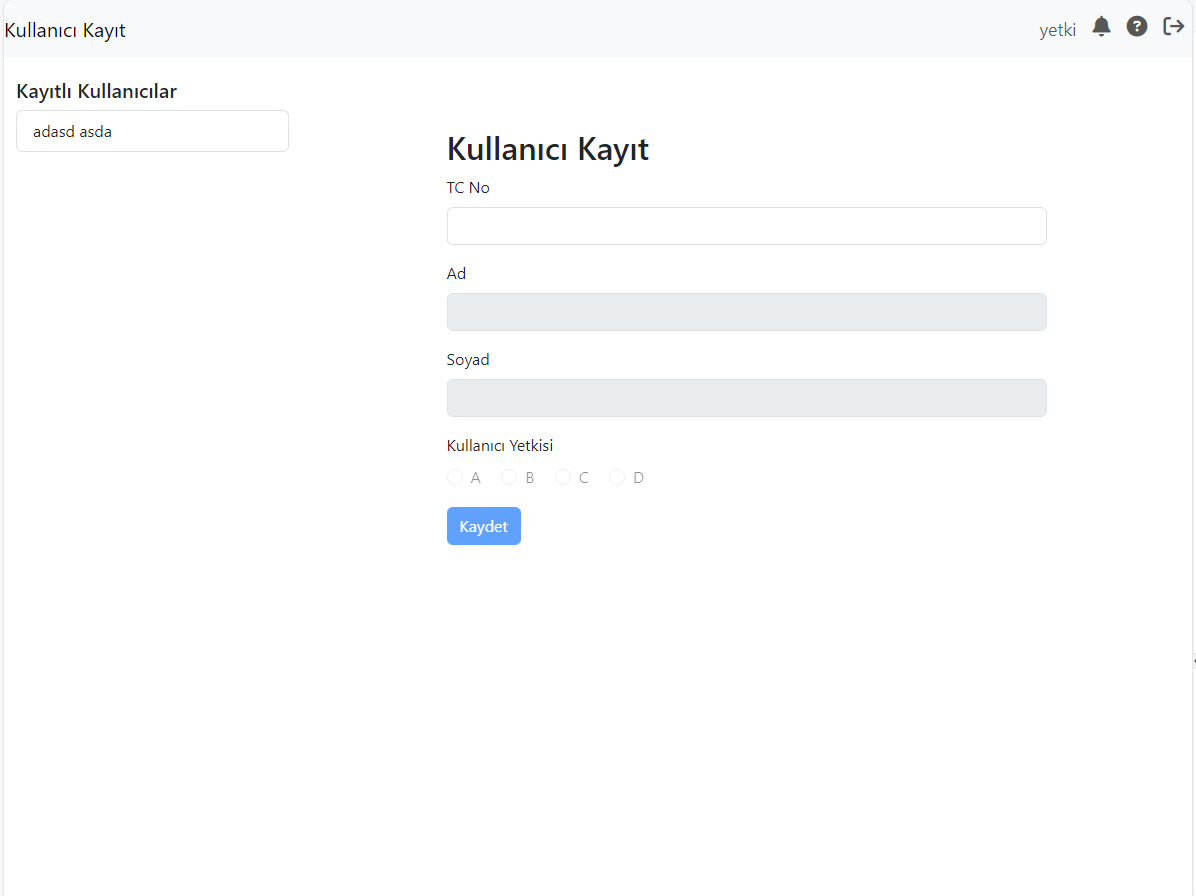 Kullanıcı Kayıt
yetki
Kayıtlı Kullanıcılar
adasd asda
Kullanıcı Kayıt
TC No
Ad
Soyad
Kullanıcı Yetkisi
A B C D
Kaydet